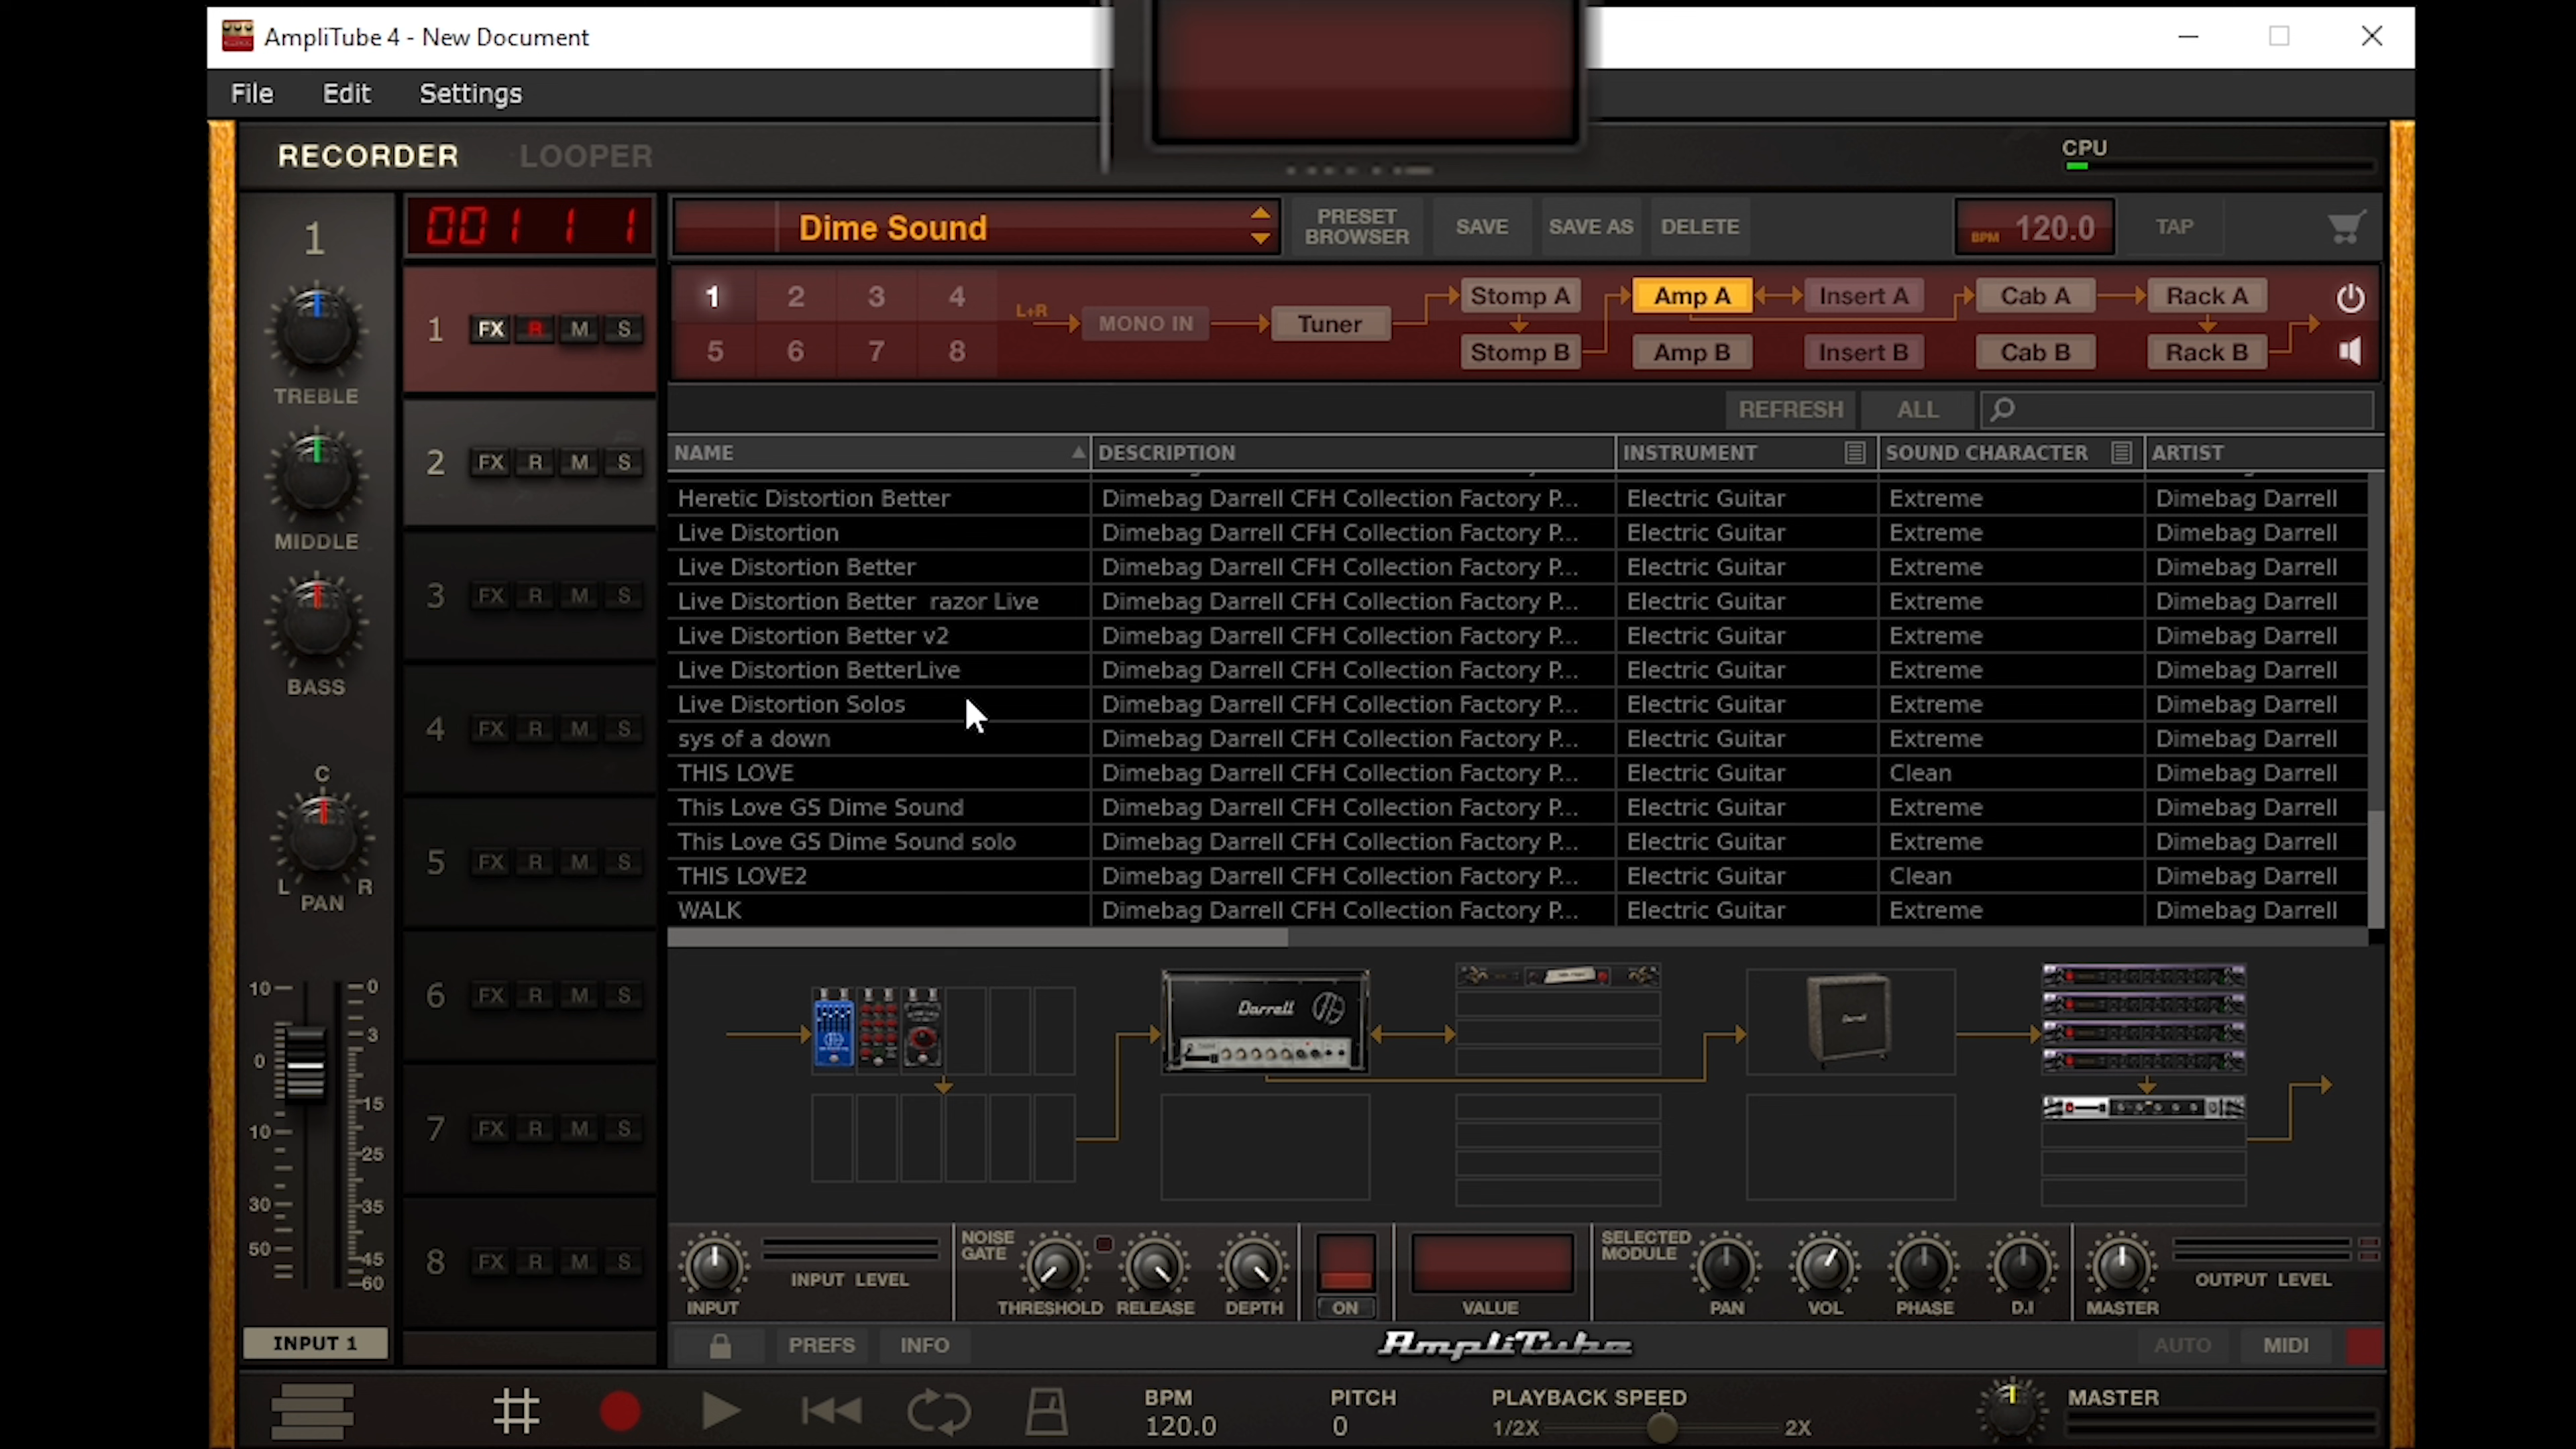 AmpliTube 4 - New Document
File Edit Settings
RECORDER LOOPER
CPU
1
001 1 1
Dime Sound
PRESET BROWSER
SAVE
SAVE AS
DELETE
BPM 120.0
TAP
1 2 3 4
5 6 7 8
L+R
MONO IN
Tuner
Stomp A
Amp A
Insert A
Cab A
Rack A
Stomp B
Amp B
Insert B
Cab B
Rack B
REFRESH
ALL
NAME DESCRIPTION INSTRUMENT SOUND CHARACTER ARTIST
Heretic Distortion Better Dimebag Darrell CFH Collection Factory P... Electric Guitar Extreme Dimebag Darrell
Live Distortion Dimebag Darrell CFH Collection Factory P... Electric Guitar Extreme Dimebag Darrell
Live Distortion Better Dimebag Darrell CFH Collection Factory P... Electric Guitar Extreme Dimebag Darrell
Live Distortion Better  razor Live Dimebag Darrell CFH Collection Factory P... Electric Guitar Extreme Dimebag Darrell
Live Distortion Better v2 Dimebag Darrell CFH Collection Factory P... Electric Guitar Extreme Dimebag Darrell
Live Distortion BetterLive Dimebag Darrell CFH Collection Factory P... Electric Guitar Extreme Dimebag Darrell
Live Distortion Solos Dimebag Darrell CFH Collection Factory P... Electric Guitar Extreme Dimebag Darrell
sys of a down Dimebag Darrell CFH Collection Factory P... Electric Guitar Extreme Dimebag Darrell
THIS LOVE Dimebag Darrell CFH Collection Factory P... Electric Guitar Clean Dimebag Darrell
This Love GS Dime Sound Dimebag Darrell CFH Collection Factory P... Electric Guitar Extreme Dimebag Darrell
This Love GS Dime Sound solo Dimebag Darrell CFH Collection Factory P... Electric Guitar Extreme Dimebag Darrell
THIS LOVE2 Dimebag Darrell CFH Collection Factory P... Electric Guitar Clean Dimebag Darrell
WALK Dimebag Darrell CFH Collection Factory P... Electric Guitar Extreme Dimebag Darrell
TREBLE
MIDDLE
BASS
C
L R
PAN
10 0
3
0
15
10
25
30 35
50 45
60
INPUT 1
1 FX R M S
2 FX R M S
3 FX R M S
4 FX R M S
5 FX R M S
6 FX R M S
7 FX R M S
8 FX R M S
Darrell
Darrell
INPUT
INPUT LEVEL
NOISE GATE
THRESHOLD RELEASE DEPTH
ON
VALUE
SELECTED MODULE
PAN VOL PHASE D.I
MASTER
OUTPUT LEVEL
PREFS INFO
AmpliTube
AUTO MIDI
BPM
120.0
PITCH
0
PLAYBACK SPEED
1/2X 2X
MASTER